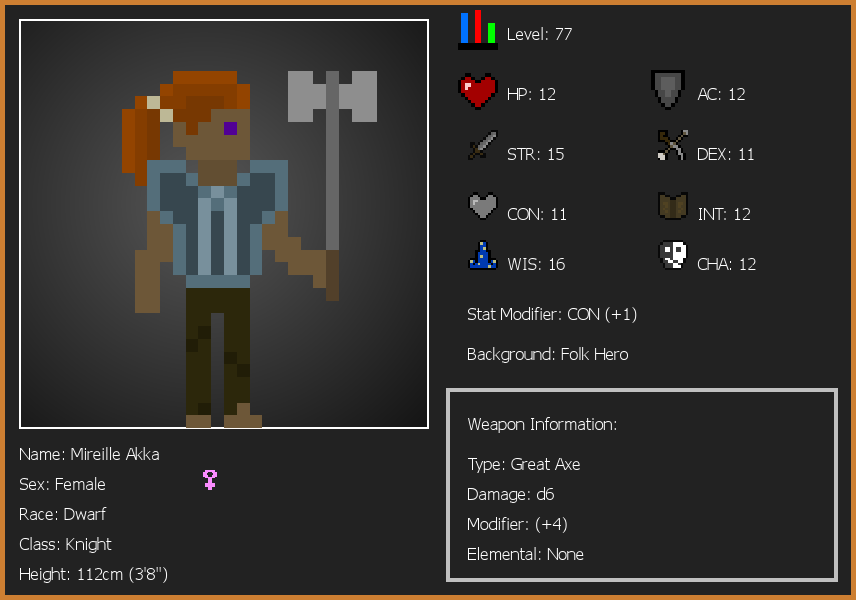 Level: 77
HP: 12
AC: 12
STR: 15
DEX: 11
CON: 11
INT: 12
WIS: 16
CHA: 12
Stat Modifier: CON (+1)
Background: Folk Hero
Weapon Information:
Type: Great Axe
Damage: d6
Modifier: (+4)
Elemental: None
Name: Mireille Akka
Sex: Female
Race: Dwarf
Class: Knight
Height: 112cm (3'8")